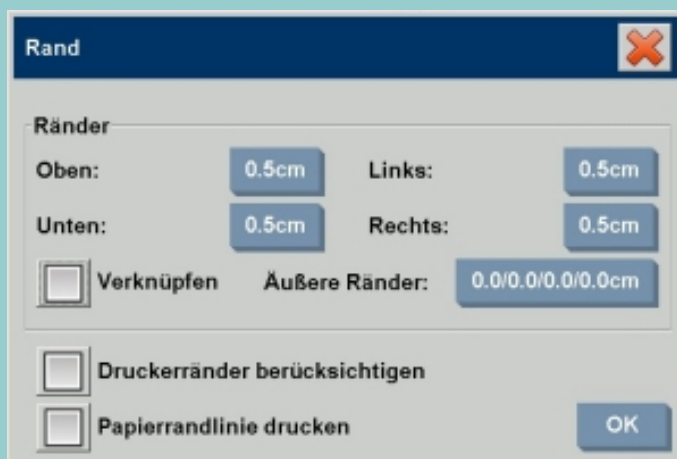 Rand
Ränder
Oben: 0.5cm Links: 0.5cm
Unten: 0.5cm Rechts: 0.5cm
Verknüpfen Äußere Ränder: 0.0/0.0/0.0/0.0cm
Druckerränder berücksichtigen
Papierrandlinie drucken OK